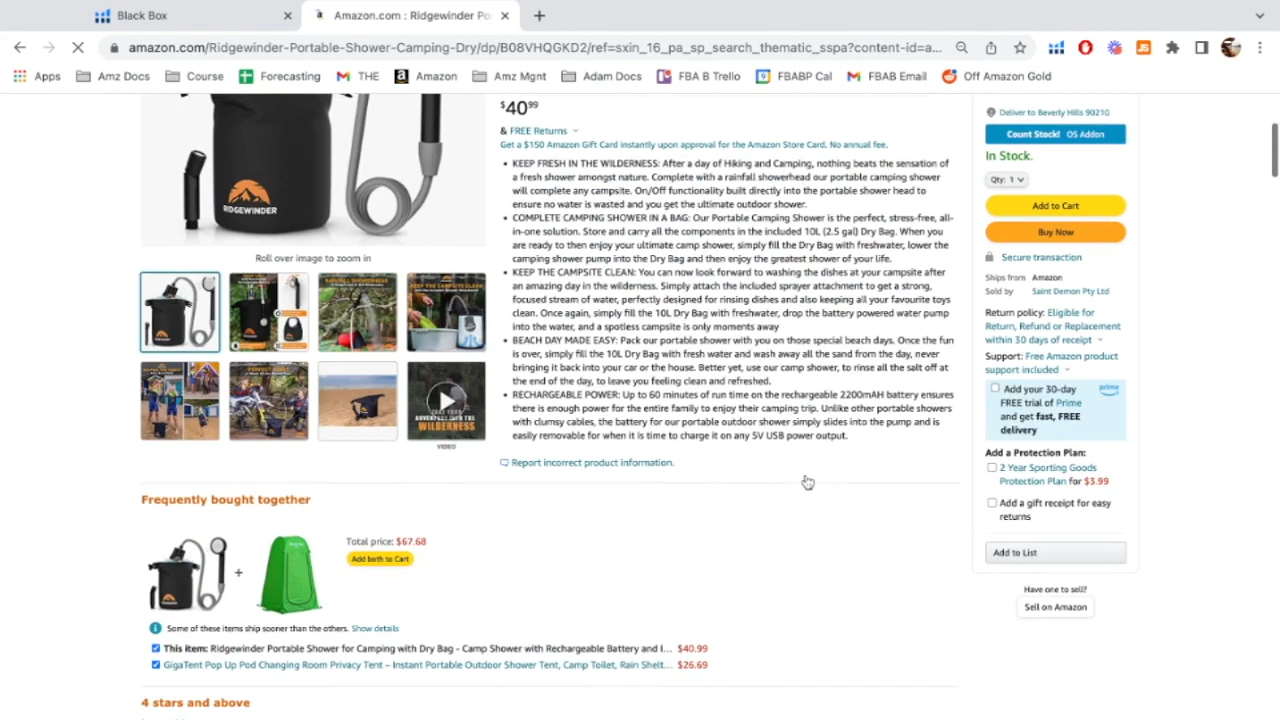 Black Box
Amazon.com : Ridgewinder Po
amazon.com/Ridgewinder-Portable-Shower-Camping-Dry/dp/B08VHQGKD2/ref=sxin_16_pa_sp_search_thematic_sspa?content-id=a...
Apps Amz Docs Course Forecasting THE Amazon Amz Mgnt Adam Docs FBA B Trello FBABP Cal FBAB Email Off Amazon Gold
$40⁹⁹
& FREE Returns
Get a $150 Amazon Gift Card instantly upon approval for the Amazon Store Card. No annual fee.
• KEEP FRESH IN THE WILDERNESS: After a day of Hiking and Camping, nothing beats the sensation of
a fresh shower amongst nature. Complete with a rainfall showerhead our portable camping shower
will complete any campsite. On/Off functionality built directly into the portable shower head to
ensure no water is wasted and you get the ultimate outdoor shower.
• COMPLETE CAMPING SHOWER IN A BAG: Our Portable Camping Shower is the perfect, stress-free, all-
in-one solution. Store and carry all the components in the included 10L (2.5 gal) Dry Bag. When you
are ready to then enjoy your ultimate camp shower, simply fill the Dry Bag with freshwater, lower the
camping shower pump into the Dry Bag and then enjoy the greatest shower of your life.
• KEEP THE CAMPSITE CLEAN: You can now look forward to washing the dishes at your campsite after
an amazing day in the wilderness. Simply attach the included sprayer attachment to get a strong,
focused stream of water, perfectly designed for rinsing dishes and also keeping all your favourite toys
clean. Once again, simply fill the 10L Dry Bag with freshwater, drop the battery powered water pump
into the water, and a spotless campsite is only moments away
• BEACH DAY MADE EASY: Pack our portable shower with you on those special beach days. Once the fun
is over, simply fill the 10L Dry Bag with fresh water and wash away all the sand from the day, never
bringing it back into your car or the house. Better yet, use our camp shower, to rinse all the salt off at
the end of the day, to leave you feeling clean and refreshed.
• RECHARGEABLE POWER: Up to 60 minutes of run time on the rechargeable 2200mAH battery ensures
there is enough power for the entire family to enjoy their camping trip. Unlike other portable showers
with clumsy cables, the battery for our portable outdoor shower simply slides into the pump and is
easily removable for when it is time to charge it on any 5V USB power output.
Report incorrect product information.
RIDGEWINDER
Roll over image to zoom in
KEEP THE CAMPSITE CLEAN
ADVENTURE INTO THE
WILDERNESS
VIDEO
Deliver to Beverly Hills 90210
Count Stock! OS Addon
In Stock.
Qty: 1
Add to Cart
Buy Now
Secure transaction
Ships from Amazon
Sold by Saint Demon Pty Ltd
Return policy: Eligible for
Return, Refund or Replacement
within 30 days of receipt
Support: Free Amazon product
support included
Add your 30-day prime
FREE trial of Prime
and get fast, FREE
delivery
Add a Protection Plan:
2 Year Sporting Goods
Protection Plan for $3.99
Add a gift receipt for easy
returns
Add to List
Have one to sell?
Sell on Amazon
Frequently bought together
Total price: $67.68
Add both to Cart
+
Some of these items ship sooner than the others. Show details
This item: Ridgewinder Portable Shower for Camping with Dry Bag - Camp Shower with Rechargeable Battery and I... $40.99
GigaTent Pop Up Pod Changing Room Privacy Tent – Instant Portable Outdoor Shower Tent, Camp Toilet, Rain Shelt... $26.69
4 stars and above